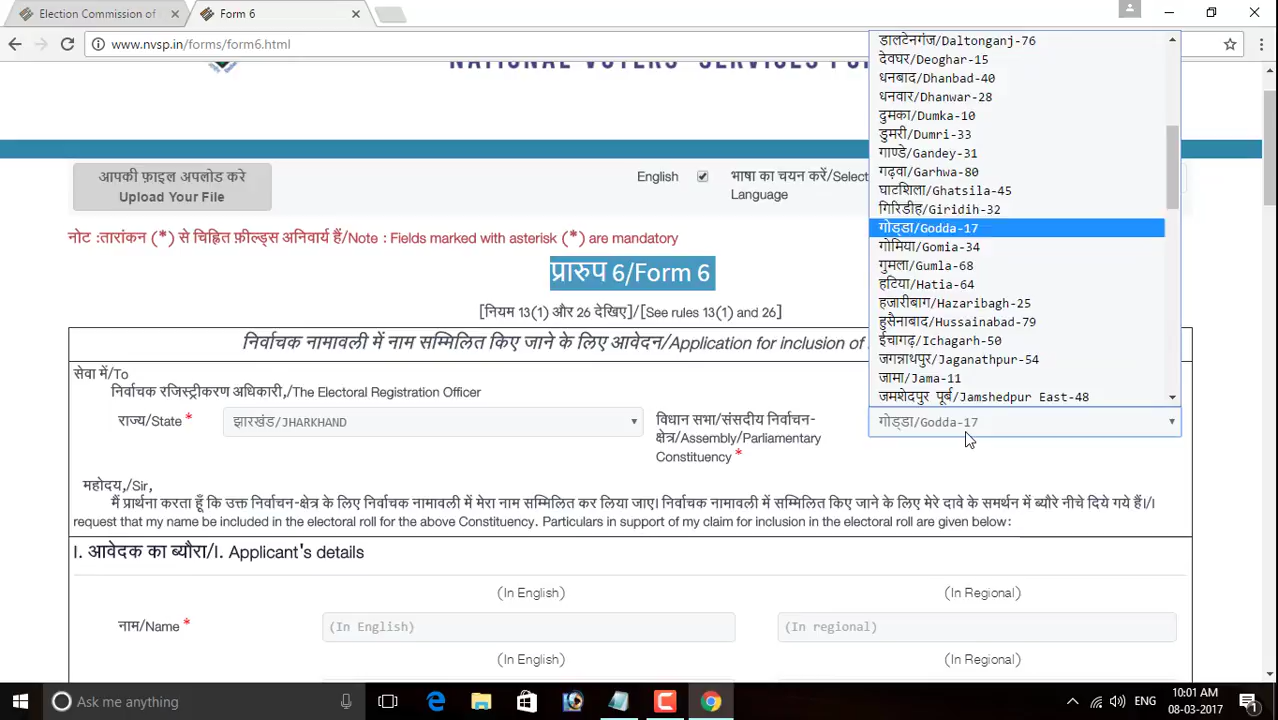 Election Commission of
Form 6
www.nvsp.in/forms/form6.html
आपकी फ़ाइल अपलोड करे
Upload Your File
English
भाषा का चयन करें/Select
Language
नोट :तारांकन (*) से चिह्नित फ़ील्ड्स अनिवार्य हैं/Note : Fields marked with asterisk (*) are mandatory
प्रारुप 6/Form 6
[नियम 13(1) और 26 देखिए]/[See rules 13(1) and 26]
निर्वाचक नामावली में नाम सम्मिलित किए जाने के लिए आवेदन/Application for inclusion of
सेवा में/To
निर्वाचक रजिस्ट्रीकरण अधिकारी,/The Electoral Registration Officer
राज्य/State *
झारखंड/JHARKHAND
विधान सभा/संसदीय निर्वाचन-
क्षेत्र/Assembly/Parliamentary
Constituency *
डालटेनगंज/Daltonganj-76
देवघर/Deoghar-15
धनबाद/Dhanbad-40
धनवार/Dhanwar-28
दुमका/Dumka-10
डुमरी/Dumri-33
गाण्डे/Gandey-31
गढ़वा/Garhwa-80
घाटशिला/Ghatsila-45
गिरिडीह/Giridih-32
गोड्डा/Godda-17
गोमिया/Gomia-34
गुमला/Gumla-68
हटिया/Hatia-64
हजारीबाग/Hazaribagh-25
हुसैनाबाद/Hussainabad-79
ईचागढ़/Ichagarh-50
जगन्नाथपुर/Jaganathpur-54
जामा/Jama-11
जमशेदपुर पूर्ब/Jamshedpur East-48
गोड्डा/Godda-17
महोदय,/Sir,
मैं प्रार्थना करता हूँ कि उक्त निर्वाचन-क्षेत्र के लिए निर्वाचक नामावली में मेरा नाम सम्मिलित कर लिया जाए। निर्वाचक नामावली में सम्मिलित किए जाने के लिए मेरे दावे के समर्थन में ब्यौरे नीचे दिये गये हैं।/I
request that my name be included in the electoral roll for the above Constituency. Particulars in support of my claim for inclusion in the electoral roll are given below:
I. आवेदक का ब्यौरा/I. Applicant's details
(In English)
(In Regional)
नाम/Name *
(In English)
(In regional)
(In English)
(In Regional)
Ask me anything
ENG
10:01 AM
08-03-2017
1